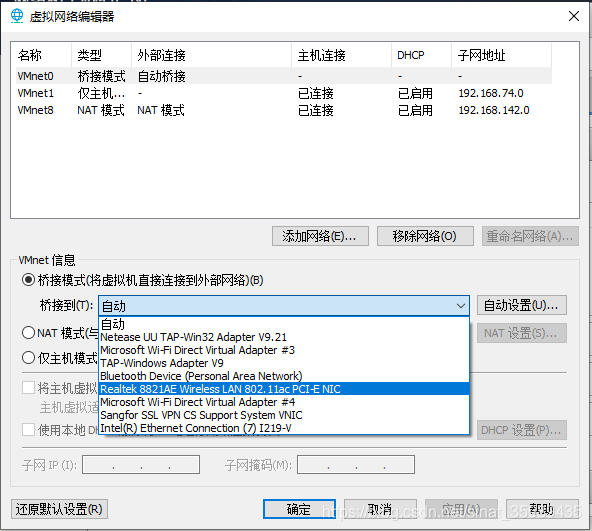 虚拟网络编辑器
名称 类型 外部连接 主机连接 DHCP 子网地址
VMnet0 桥接模式 自动桥接 - - -
VMnet1 仅主机... - 已连接 已启用 192.168.74.0
VMnet8 NAT 模式 NAT 模式 已连接 已启用 192.168.142.0
添加网络(E)... 移除网络(O) 重命名网络(A)...
VMnet 信息
桥接模式(将虚拟机直接连接到外部网络)(B)
桥接到(T): 自动 自动设置(U)...
自动
NAT 模式(与 NAT 设置(S)...
Netease UU TAP-Win32 Adapter V9.21
Microsoft Wi-Fi Direct Virtual Adapter #3
仅主机模式
TAP-Windows Adapter V9
Bluetooth Device (Personal Area Network)
将主机虚拟
Realtek 8821AE Wireless LAN 802.11ac PCI-E NIC
主机虚拟适
Microsoft Wi-Fi Direct Virtual Adapter #4
Sangfor SSL VPN CS Support System VNIC
使用本地 DH DHCP 设置(P)...
Intel(R) Ethernet Connection (7) I219-V
子网 IP (I): . . . 子网掩码(M): . . .
还原默认设置(R) 确定 取消 应用(A) 帮助